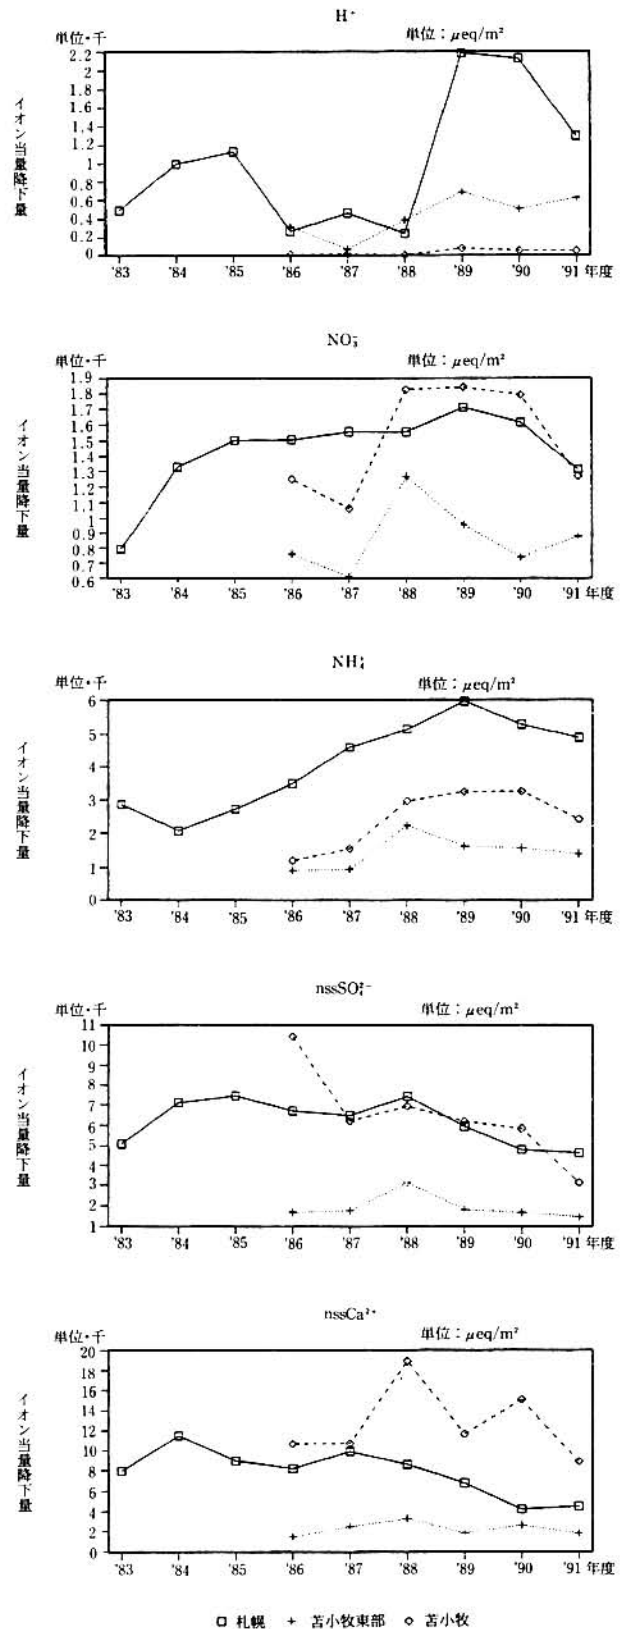 H⁺
単位・千 単位：μeq/m²
2.2
2
1.8
1.6
1.4
1.2
1
0.8
0.6
0.4
0.2
0
イオン当量降下量
'83 '84 '85 '86 '87 '88 '89 '90 '91 年度
NO₃⁻
単位・千 単位：μeq/m²
1.9
1.8
1.7
1.6
1.5
1.4
1.3
1.2
1.1
1
0.9
0.8
0.7
0.6
イオン当量降下量
'83 '84 '85 '86 '87 '88 '89 '90 '91 年度
NH₄⁺
単位・千 単位：μeq/m²
6
5
4
3
2
1
0
イオン当量降下量
'83 '84 '85 '86 '87 '88 '89 '90 '91 年度
nssSO₄²⁻
単位・千 単位：μeq/m²
11
10
9
8
7
6
5
4
3
2
1
イオン当量降下量
'83 '84 '85 '86 '87 '88 '89 '90 '91 年度
nssCa²⁺
単位・千 単位：μeq/m²
20
18
16
14
12
10
8
6
4
2
0
イオン当量降下量
'83 '84 '85 '86 '87 '88 '89 '90 '91 年度
札幌 苫小牧東部 苫小牧